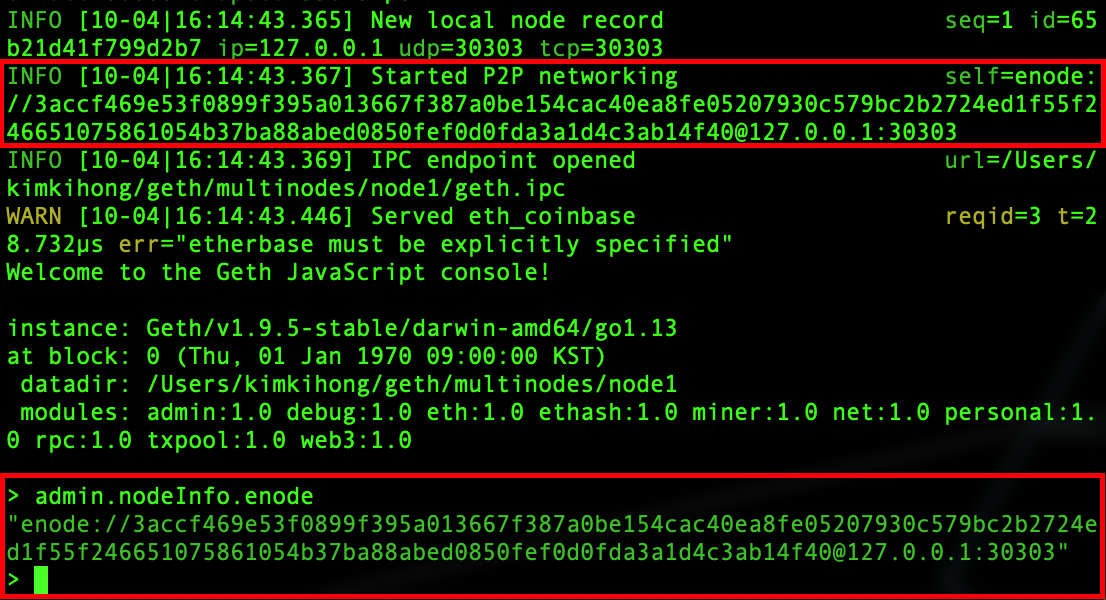 INFO [10-04|16:14:43.365] New local node record                    seq=1 id=65
b21d41f799d2b7 ip=127.0.0.1 udp=30303 tcp=30303
INFO [10-04|16:14:43.367] Started P2P networking                   self=enode:
//3accf469e53f0899f395a013667f387a0be154cac40ea8fe05207930c579bc2b2724ed1f55f2
46651075861054b37ba88abed0850fef0d0fda3a1d4c3ab14f40@127.0.0.1:30303
INFO [10-04|16:14:43.369] IPC endpoint opened                      url=/Users/
kimkihong/geth/multinodes/node1/geth.ipc
WARN [10-04|16:14:43.446] Served eth_coinbase                      reqid=3 t=2
8.732µs err="etherbase must be explicitly specified"
Welcome to the Geth JavaScript console!
instance: Geth/v1.9.5-stable/darwin-amd64/go1.13
at block: 0 (Thu, 01 Jan 1970 09:00:00 KST)
datadir: /Users/kimkihong/geth/multinodes/node1
modules: admin:1.0 debug:1.0 eth:1.0 ethash:1.0 miner:1.0 net:1.0 personal:1.
0 rpc:1.0 txpool:1.0 web3:1.0
> admin.nodeInfo.enode
"enode://3accf469e53f0899f395a013667f387a0be154cac40ea8fe05207930c579bc2b2724e
d1f55f246651075861054b37ba88abed0850fef0d0fda3a1d4c3ab14f40@127.0.0.1:30303"
>